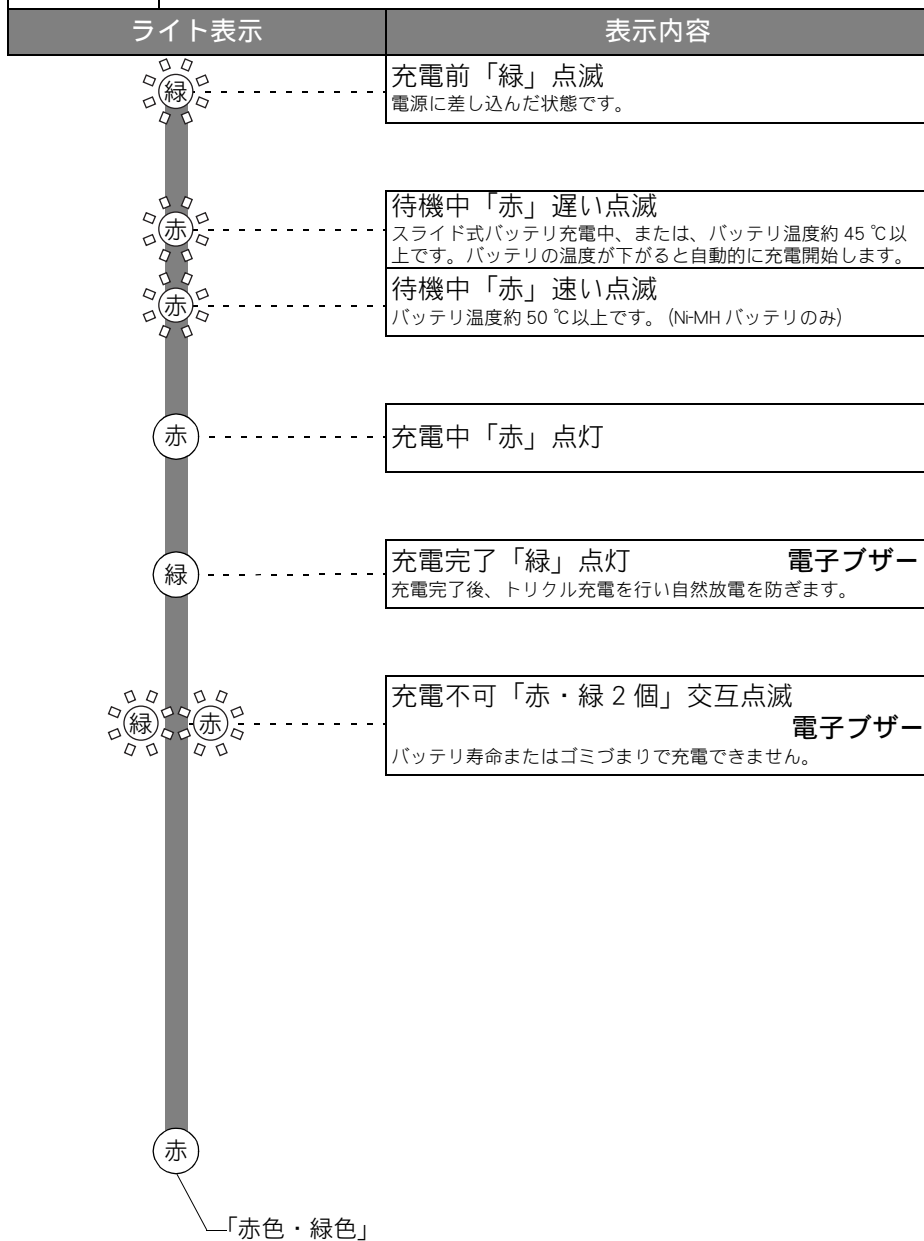 ライト表示
表示内容
緑
充電前「緑」点滅
電源に差し込んだ状態です。
赤
待機中「赤」遅い点滅
スライド式バッテリ充電中、または、バッテリ温度約 45 ℃以
上です。バッテリの温度が下がると自動的に充電開始します。
赤
待機中「赤」速い点滅
バッテリ温度約 50 ℃以上です。(Ni-MH バッテリのみ)
赤
充電中「赤」点灯
緑
充電完了「緑」点灯 電子ブザー
充電完了後、トリクル充電を行い自然放電を防ぎます。
緑 赤
充電不可「赤・緑 2 個」交互点滅
電子ブザー
バッテリ寿命またはゴミづまりで充電できません。
赤
「赤色・緑色」